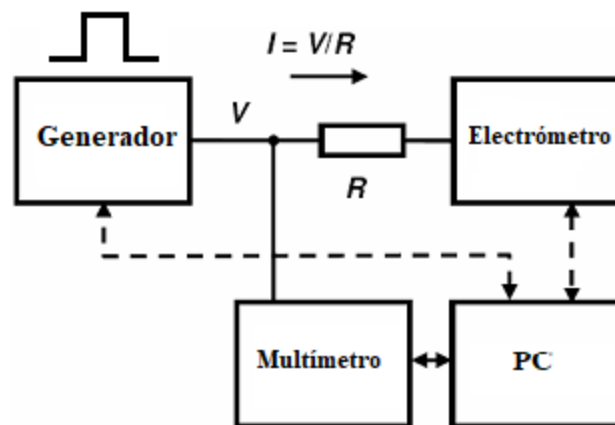 I = V/R
Generador
V
R
Electrómetro
Multímetro
PC